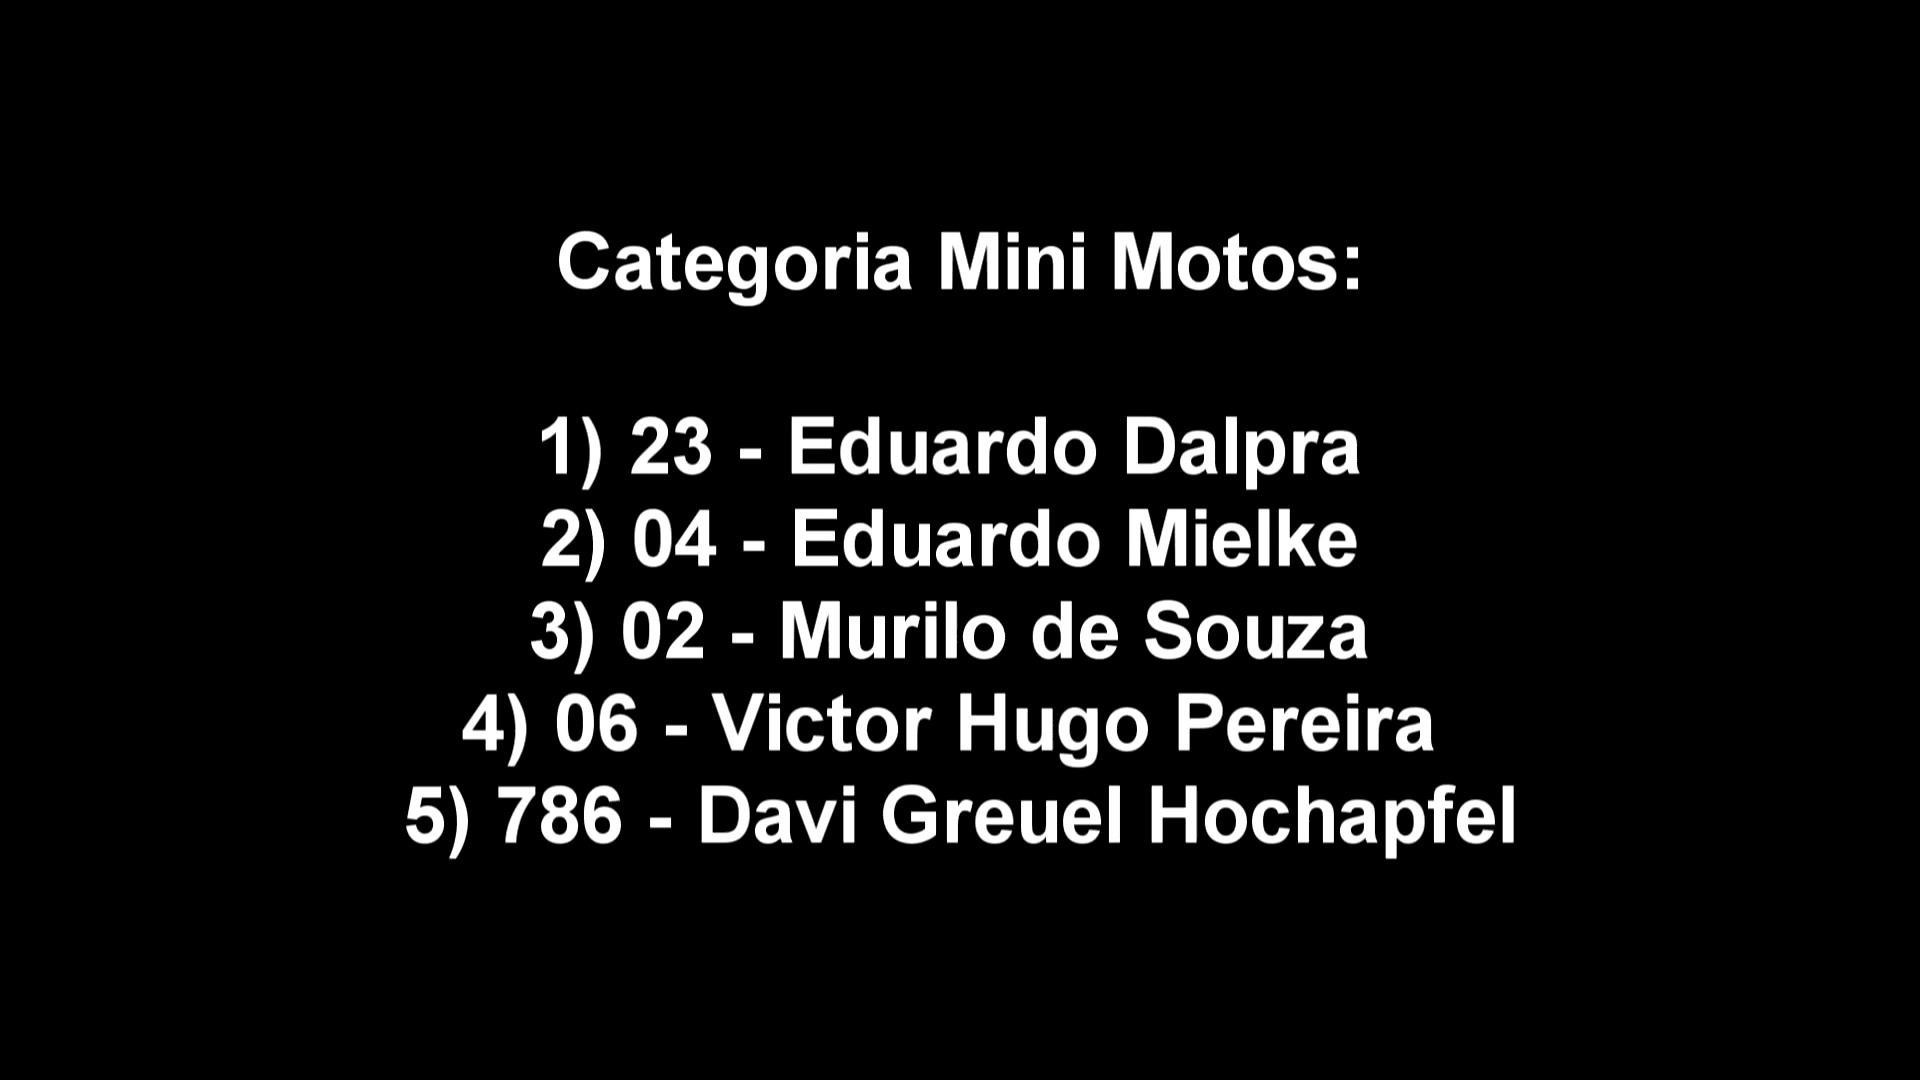 Categoria Mini Motos:
1) 23 - Eduardo Dalpra
2) 04 - Eduardo Mielke
3) 02 - Murilo de Souza
4) 06 - Victor Hugo Pereira
5) 786 - Davi Greuel Hochapfel